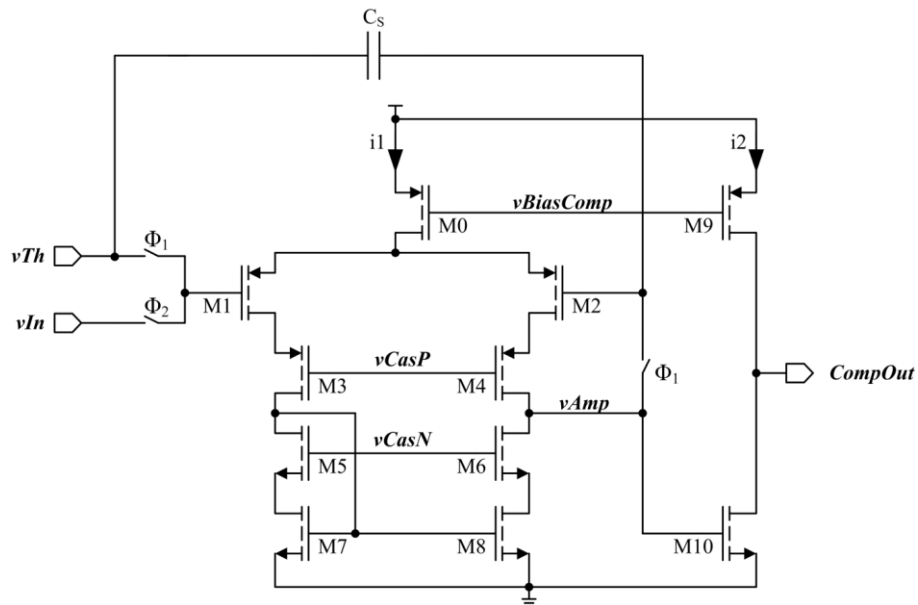 C_S
i1
i2
vBiasComp
M0
M9
vTh
Φ₁
M1
M2
vIn
Φ₂
vCasP
M3
M4
Φ₁
CompOut
vAmp
vCasN
M5
M6
M7
M8
M10